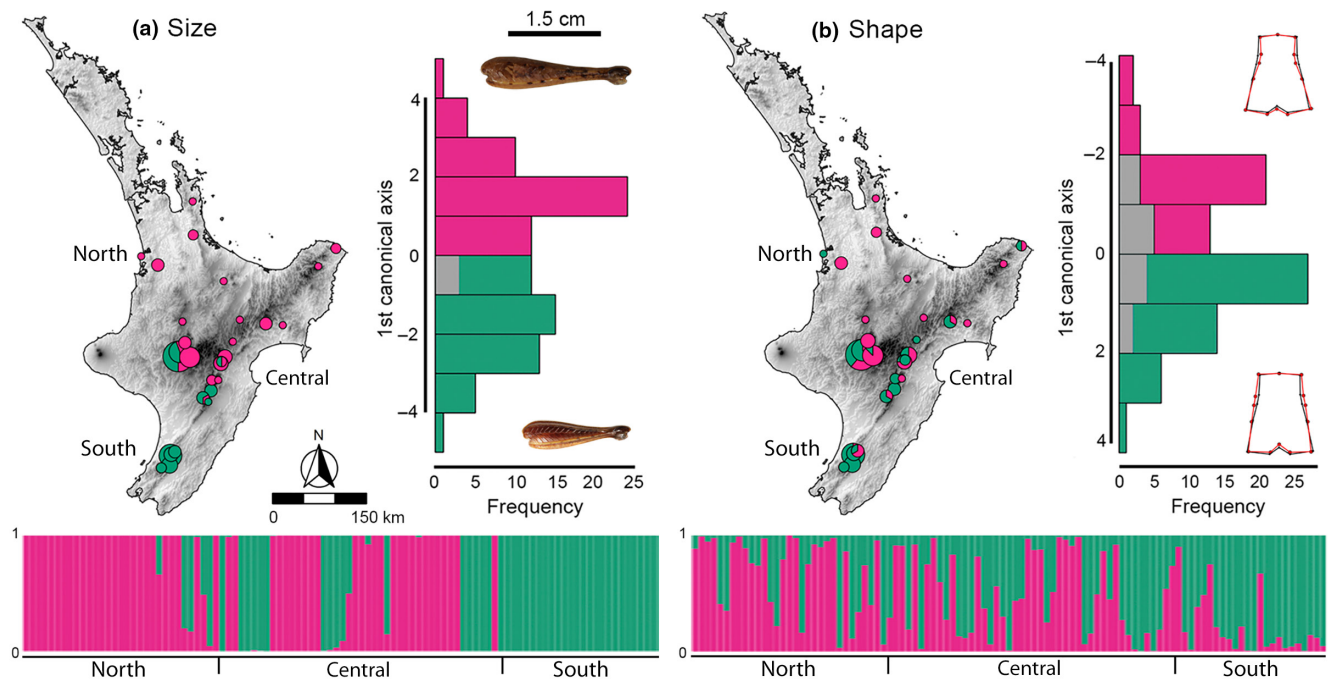 (a) Size
1.5 cm
4
2
0
−2
−4
1st canonical axis
0 5 10 15 20 25
Frequency
North
Central
South
N
0 150 km
1
0
North Central South
(b) Shape
−4
−2
0
2
4
1st canonical axis
0 5 10 15 20 25
Frequency
North
Central
South
1
0
North Central South